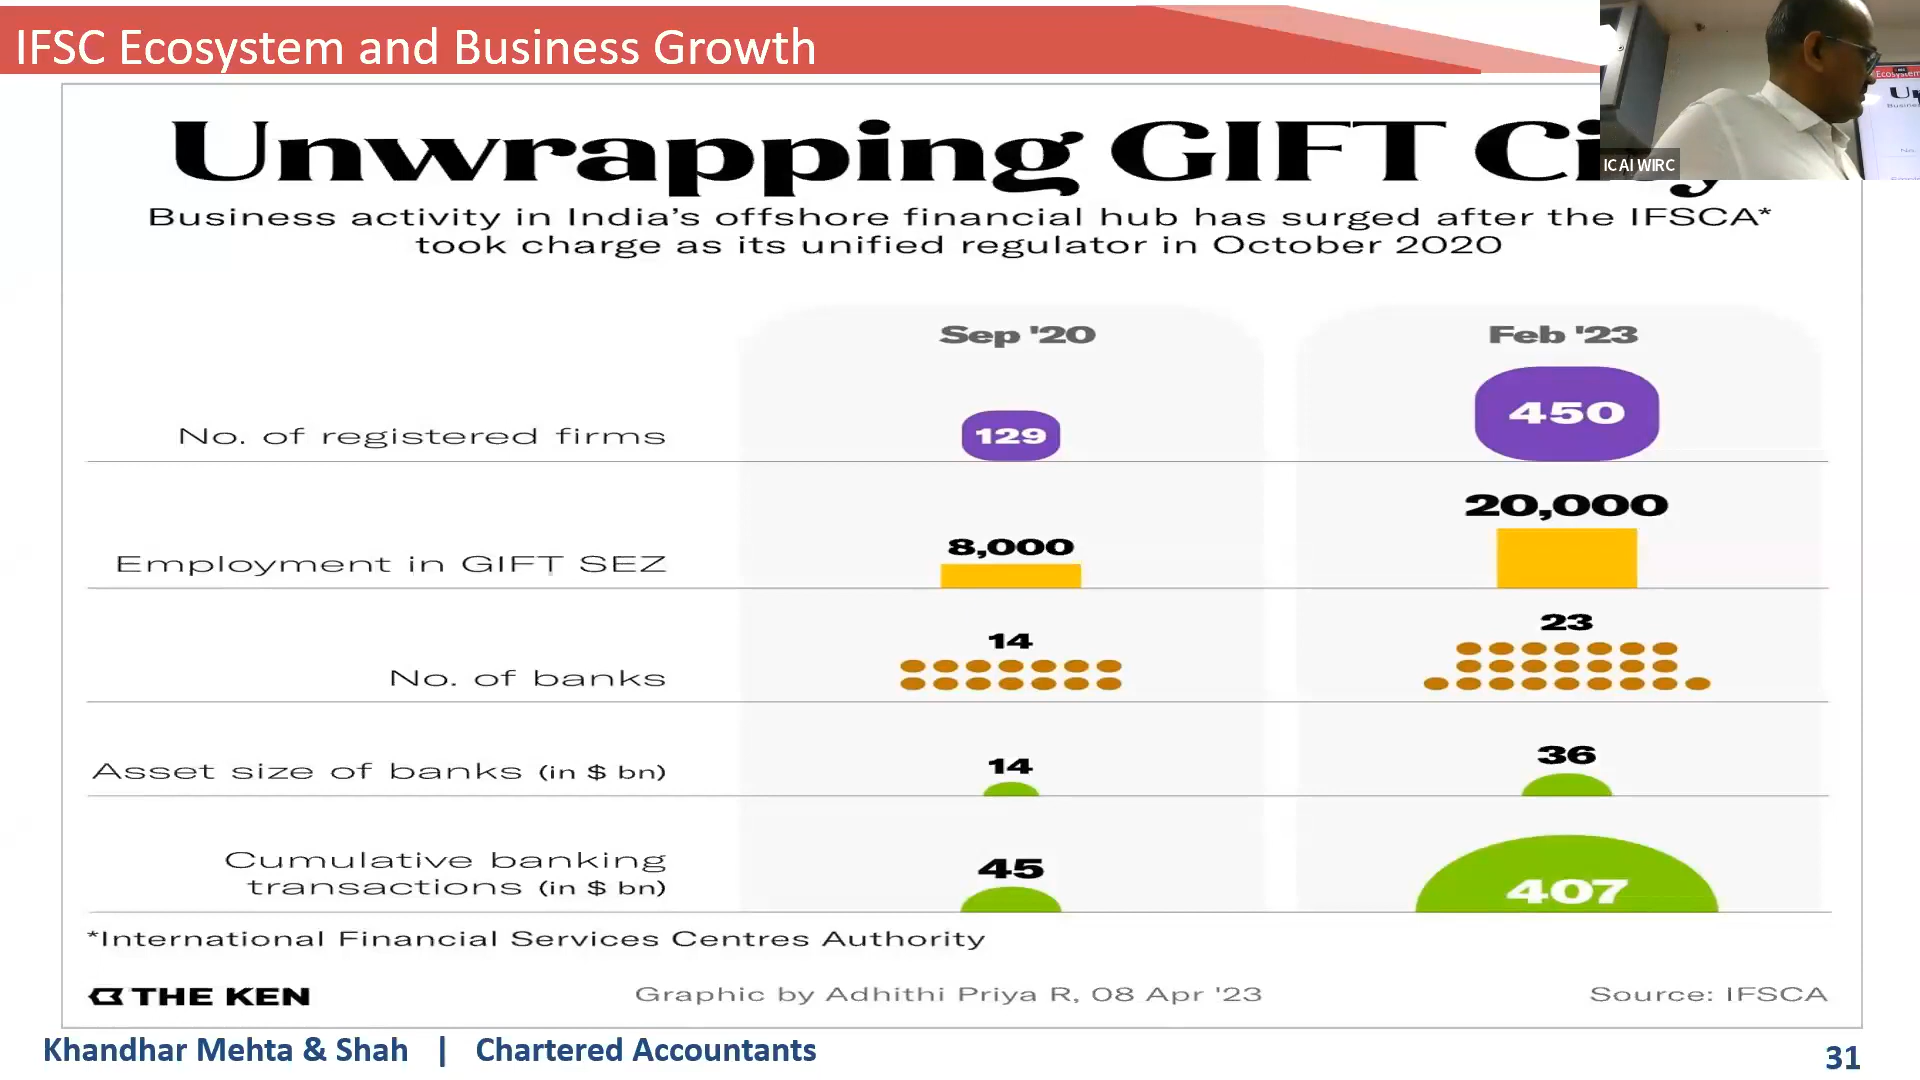 IFSC Ecosystem and Business Growth
ICAI WIRC
Unwrapping GIFT City
Business activity in India's offshore financial hub has surged after the IFSCA*
took charge as its unified regulator in October 2020
Sep '20
Feb '23
No. of registered firms
129
450
Employment in GIFT SEZ
8,000
20,000
No. of banks
14
23
Asset size of banks (in $ bn)
14
36
Cumulative banking
transactions (in $ bn)
45
407
*International Financial Services Centres Authority
THE KEN
Graphic by Adhithi Priya R, 08 Apr '23
Source: IFSCA
Khandhar Mehta & Shah | Chartered Accountants
31